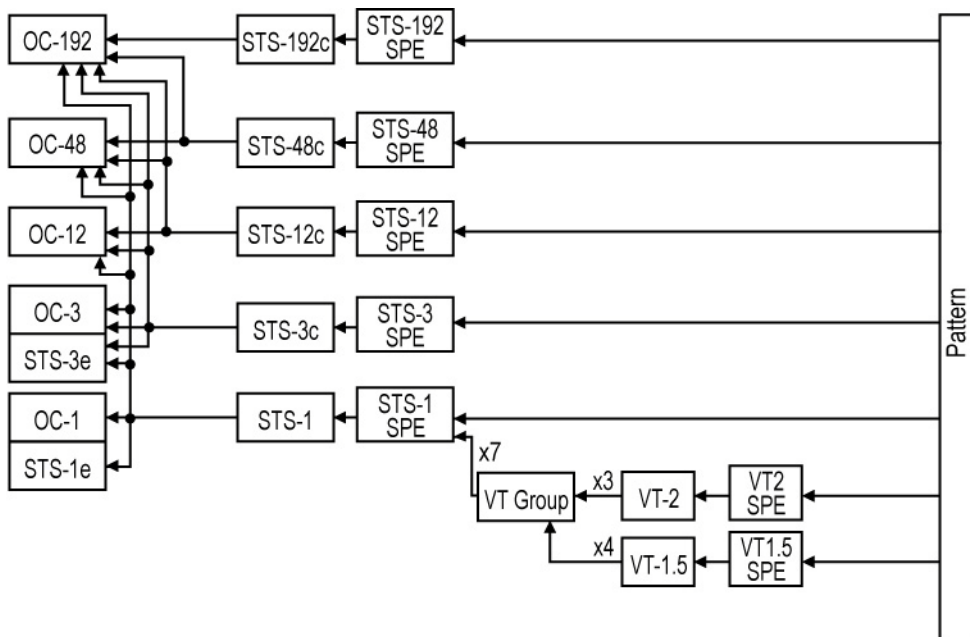 OC-192
STS-192c
STS-192
SPE
OC-48
STS-48c
STS-48
SPE
OC-12
STS-12c
STS-12
SPE
OC-3
STS-3e
STS-3c
STS-3
SPE
OC-1
STS-1e
STS-1
STS-1
SPE
x7
VT Group
x3
VT-2
VT2
SPE
x4
VT-1.5
VT1.5
SPE
Pattern